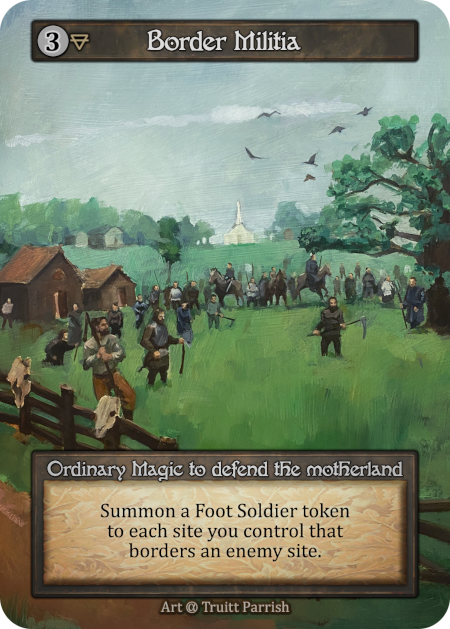 3 Border Militia
Ordinary Magic to defend the motherland
Summon a Foot Soldier token
to each site you control that
borders an enemy site.
Art @ Truitt Parrish